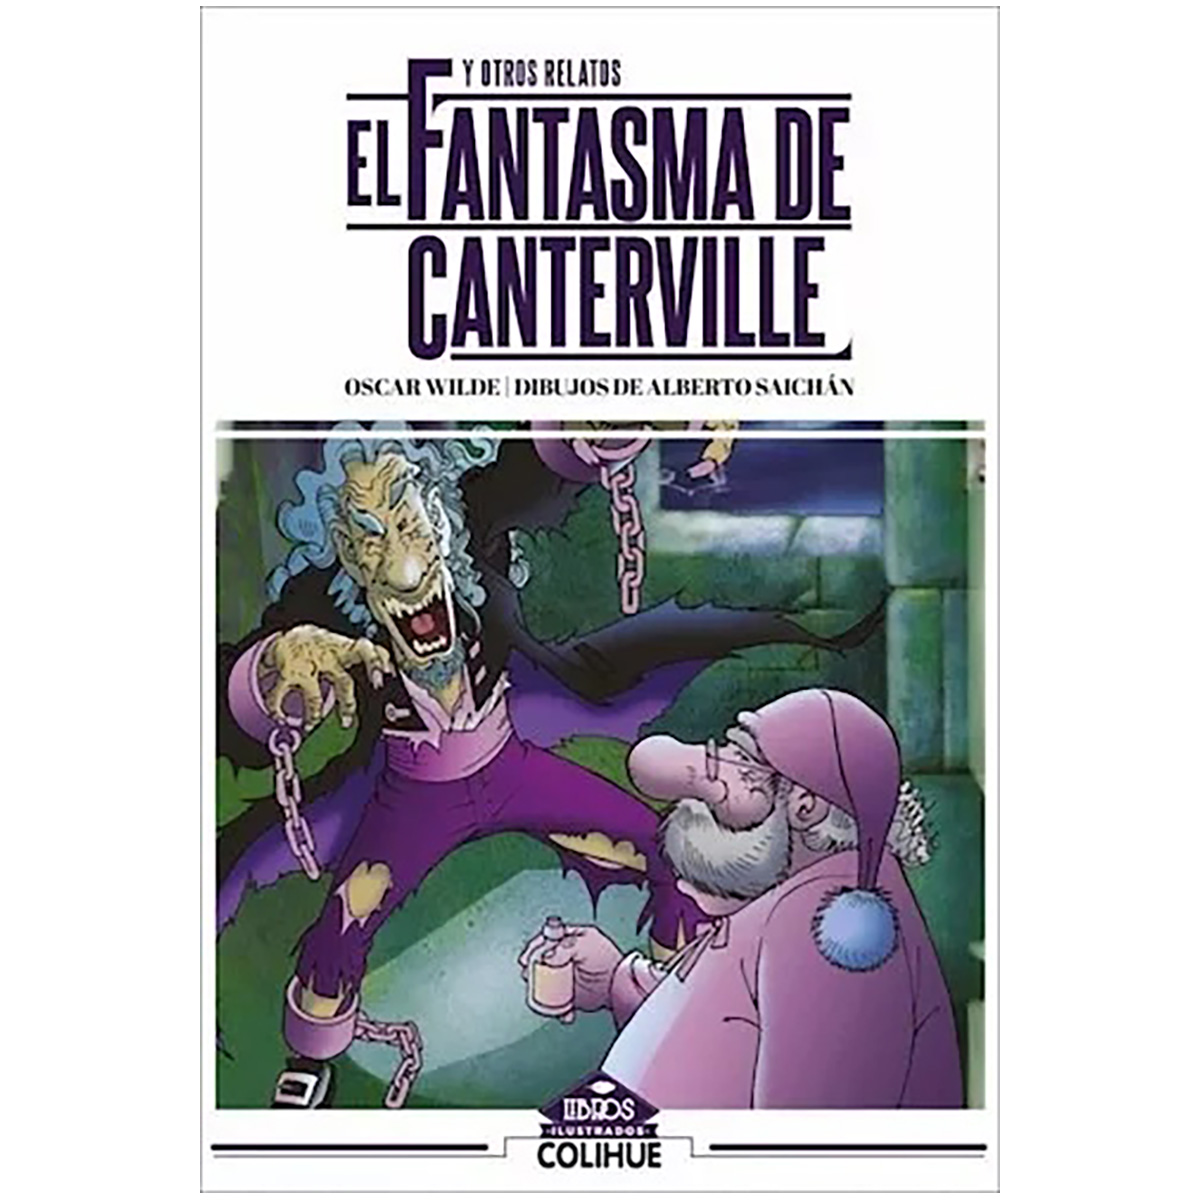 Y OTROS RELATOS
EL FANTASMA DE
CANTERVILLE
OSCAR WILDE | DIBUJOS DE ALBERTO SAICHÁN
LIBROS
·ILUSTRADOS·
COLIHUE